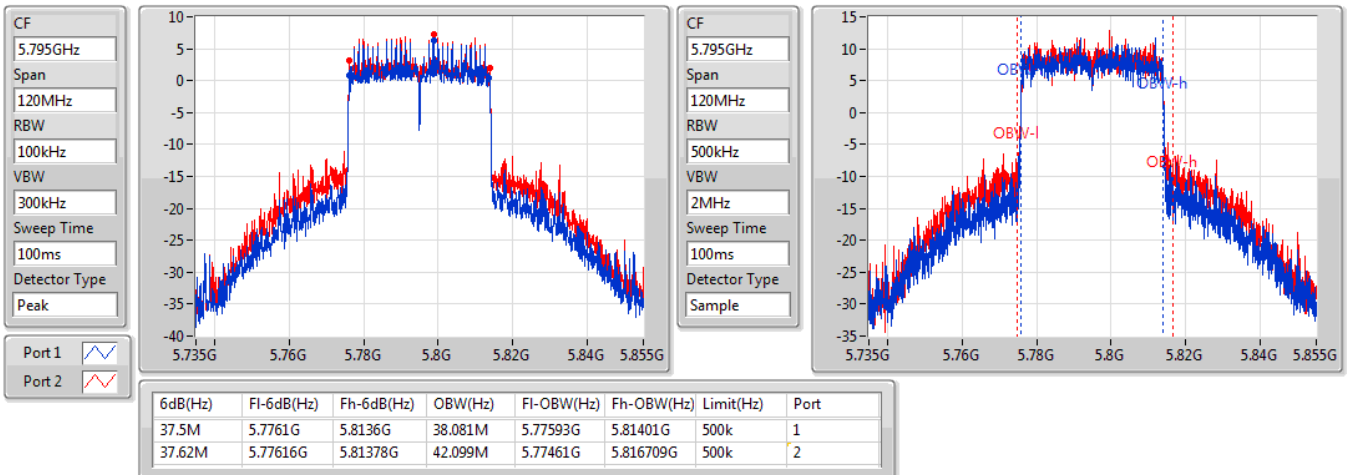 CF
5.795GHz
Span
120MHz
RBW
100kHz
VBW
300kHz
Sweep Time
100ms
Detector Type
Peak
Port 1
Port 2
10
5
0
-5
-10
-15
-20
-25
-30
-35
-40
5.735G 5.76G 5.78G 5.8G 5.82G 5.84G 5.855G
CF
5.795GHz
Span
120MHz
RBW
500kHz
VBW
2MHz
Sweep Time
100ms
Detector Type
Sample
15
10
5
0
-5
-10
-15
-20
-25
-30
-35
OBW-h
OBW-l
OBW-h
5.735G 5.76G 5.78G 5.8G 5.82G 5.84G 5.855G
6dB(Hz) Fl-6dB(Hz) Fh-6dB(Hz) OBW(Hz) Fl-OBW(Hz) Fh-OBW(Hz) Limit(Hz) Port
37.5M 5.7761G 5.8136G 38.081M 5.77593G 5.81401G 500k 1
37.62M 5.77616G 5.81378G 42.099M 5.77461G 5.816709G 500k 2